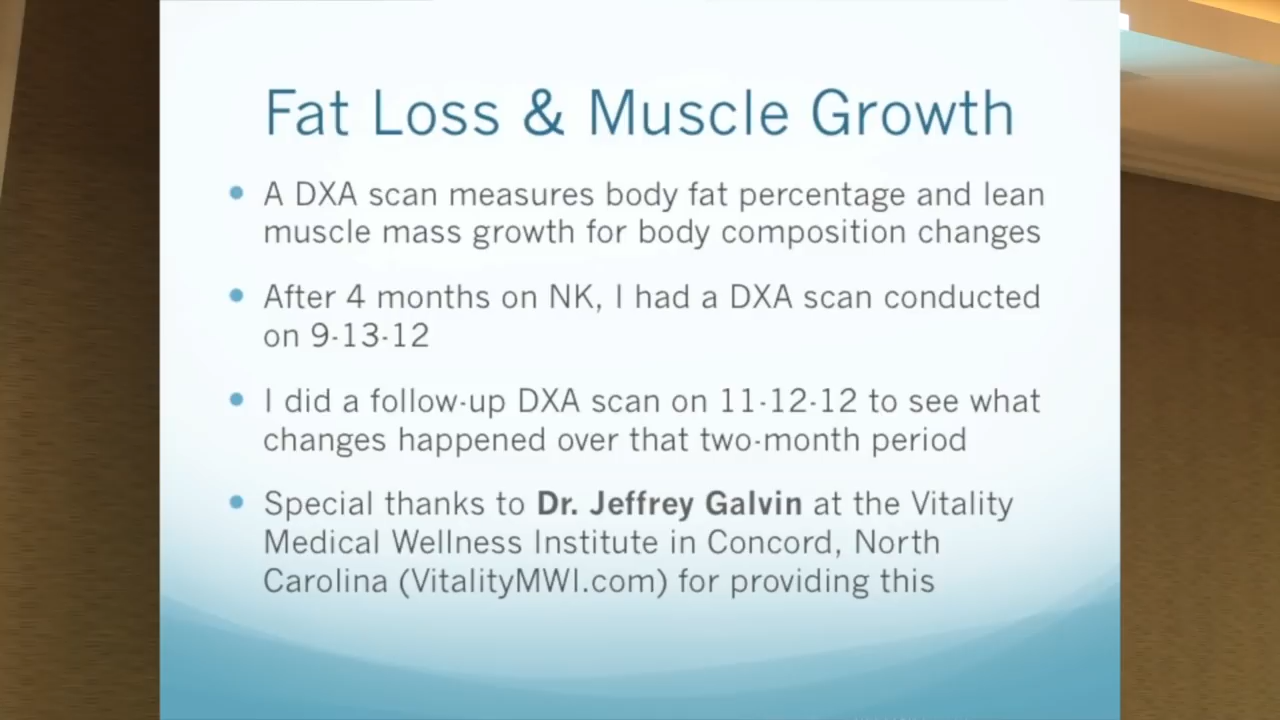 Fat Loss & Muscle Growth
• A DXA scan measures body fat percentage and lean
muscle mass growth for body composition changes
• After 4 months on NK, I had a DXA scan conducted
on 9-13-12
• I did a follow-up DXA scan on 11-12-12 to see what
changes happened over that two-month period
• Special thanks to Dr. Jeffrey Galvin at the Vitality
Medical Wellness Institute in Concord, North
Carolina (VitalityMWI.com) for providing this